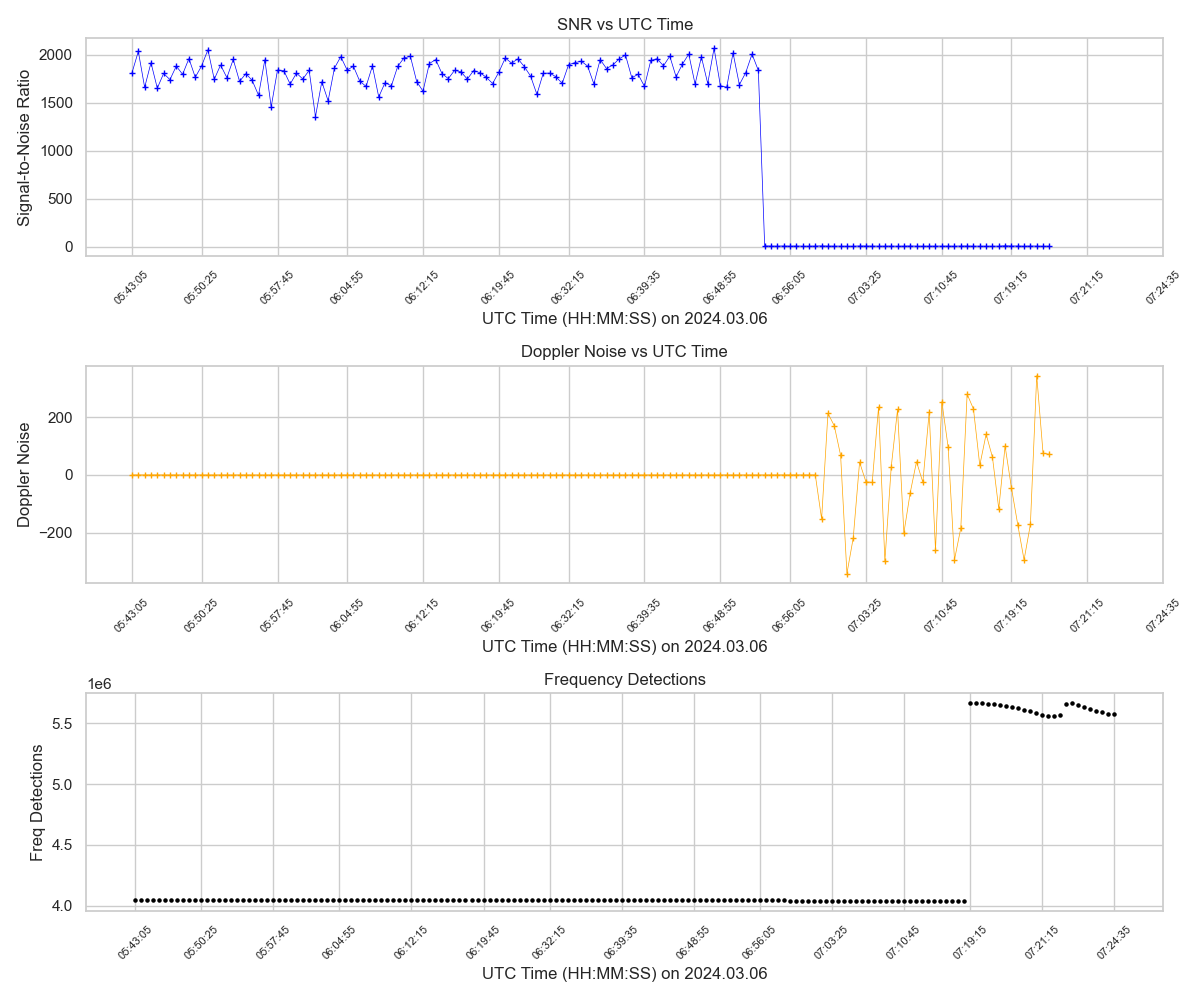 SNR vs UTC Time
Signal-to-Noise Ratio
2000
1500
1000
500
0
05:43:05 05:50:25 05:57:45 06:04:55 06:12:15 06:19:45 06:32:15 06:39:35 06:48:55 06:56:05 07:03:25 07:10:45 07:19:15 07:21:15 07:24:35
UTC Time (HH:MM:SS) on 2024.03.06
Doppler Noise vs UTC Time
Doppler Noise
200
0
−200
05:43:05 05:50:25 05:57:45 06:04:55 06:12:15 06:19:45 06:32:15 06:39:35 06:48:55 06:56:05 07:03:25 07:10:45 07:19:15 07:21:15 07:24:35
UTC Time (HH:MM:SS) on 2024.03.06
Frequency Detections
1e6
Freq Detections
5.5
5.0
4.5
4.0
05:43:05 05:50:25 05:57:45 06:04:55 06:12:15 06:19:45 06:32:15 06:39:35 06:48:55 06:56:05 07:03:25 07:10:45 07:19:15 07:21:15 07:24:35
UTC Time (HH:MM:SS) on 2024.03.06